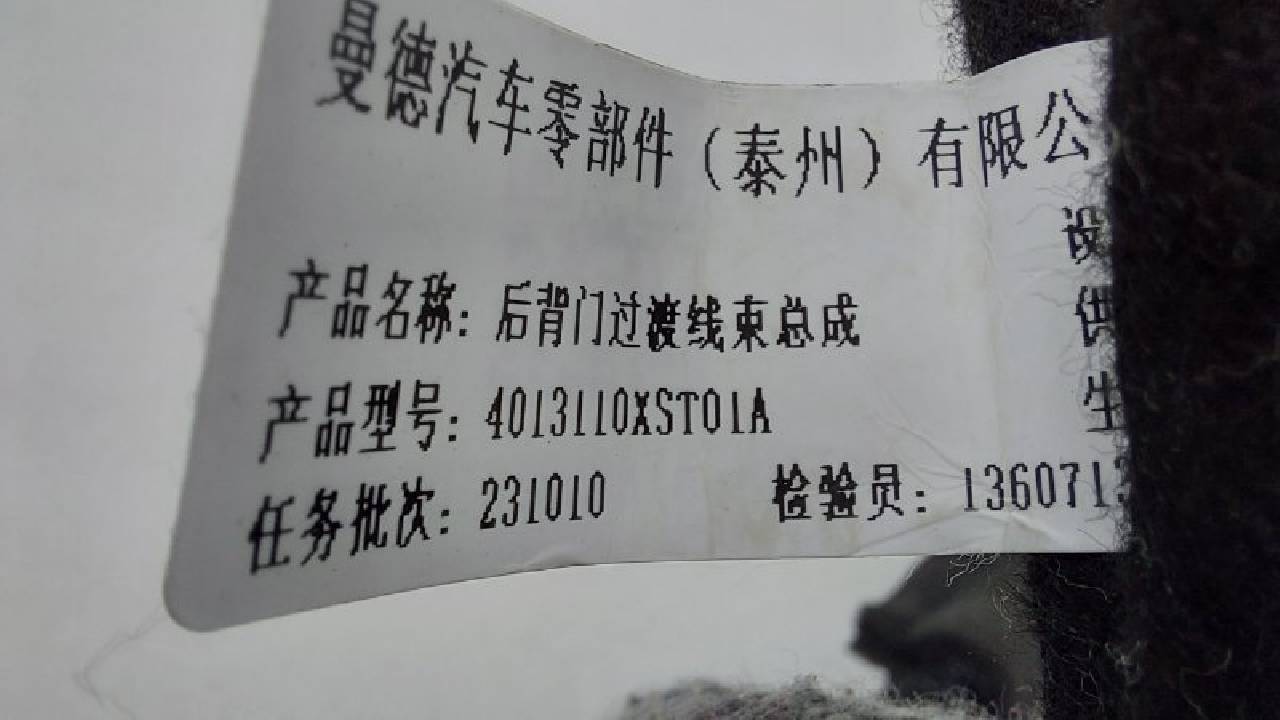 曼德汽车零部件（泰州）有限公
设
产品名称：后背门过渡线束总成 供
产品型号：4013110XST01A 生
任务批次：231010 检验员：1360713